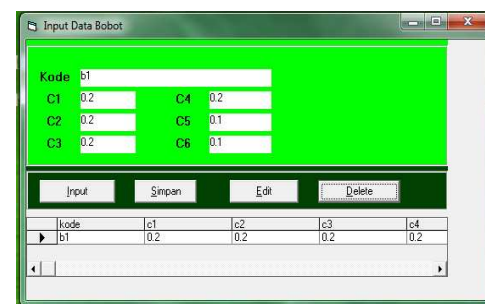 Input Data Bobot
Kode b1
C1 0.2 C4 0.2
C2 0.2 C5 0.1
C3 0.2 C6 0.1
Input Simpan Edit Delete
kode c1 c2 c3 c4
b1 0.2 0.2 0.2 0.2